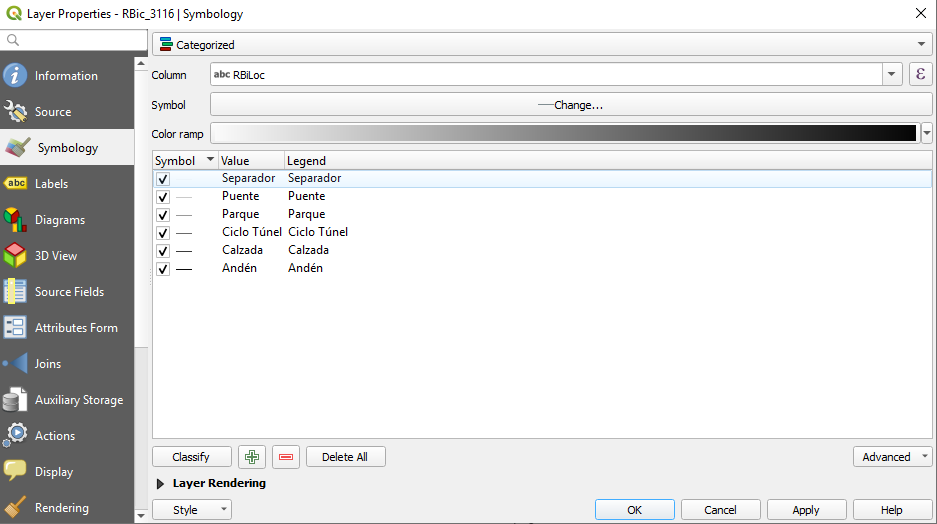 Layer Properties - RBic_3116 | Symbology
Categorized
Information
Column abc RBiLoc ε
Source
Symbol Change...
Symbology
Color ramp
Symbol Value Legend
abc Labels
Separador Separador
Puente Puente
Diagrams
Parque Parque
Ciclo Túnel Ciclo Túnel
3D View
Calzada Calzada
Andén Andén
Source Fields
Attributes Form
Joins
Auxiliary Storage
Actions
Classify Delete All Advanced
Display
Layer Rendering
Rendering
Style OK Cancel Apply Help